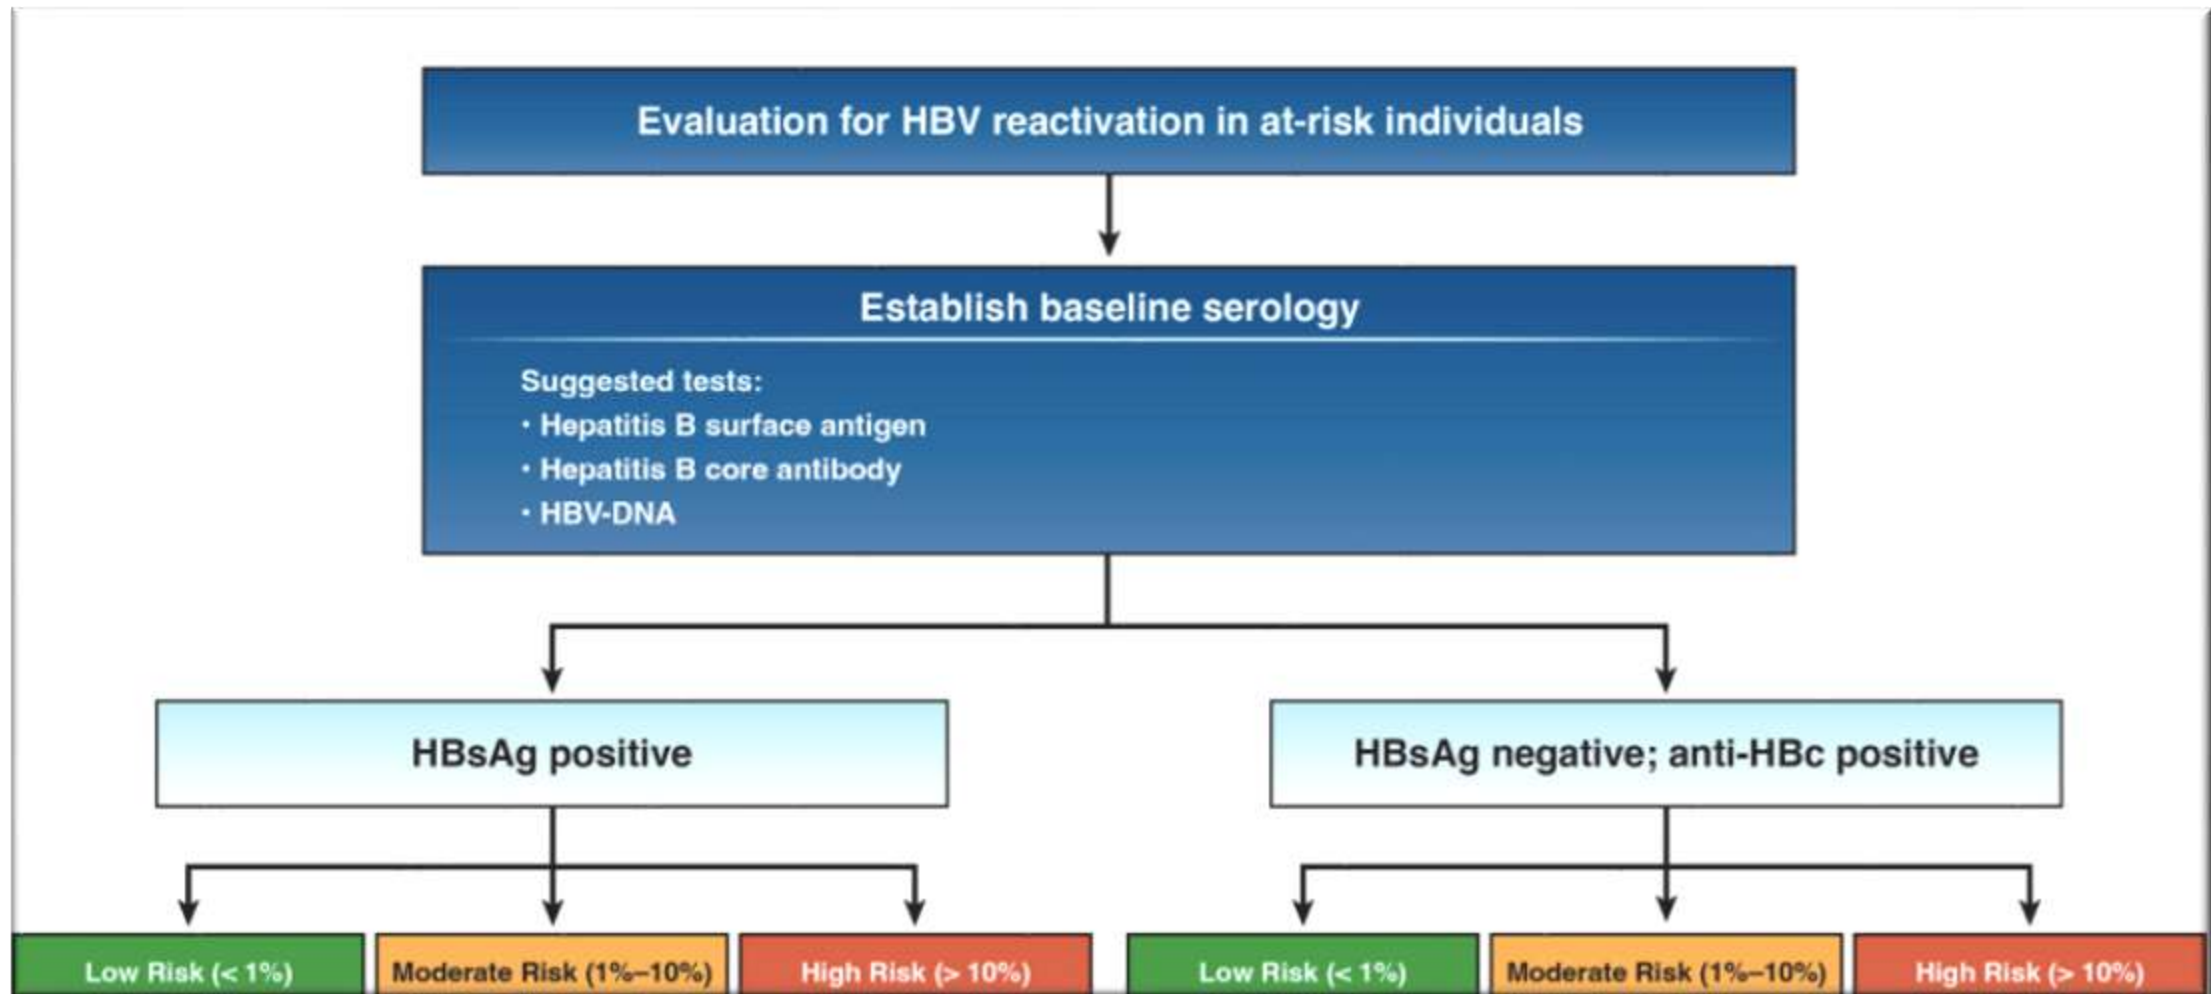 Evaluation for HBV reactivation in at-risk individuals
Establish baseline serology
Suggested tests:
• Hepatitis B surface antigen
• Hepatitis B core antibody
• HBV-DNA
HBsAg positive
HBsAg negative; anti-HBc positive
Low Risk (< 1%)
Moderate Risk (1%–10%)
High Risk (> 10%)
Low Risk (< 1%)
Moderate Risk (1%–10%)
High Risk (> 10%)